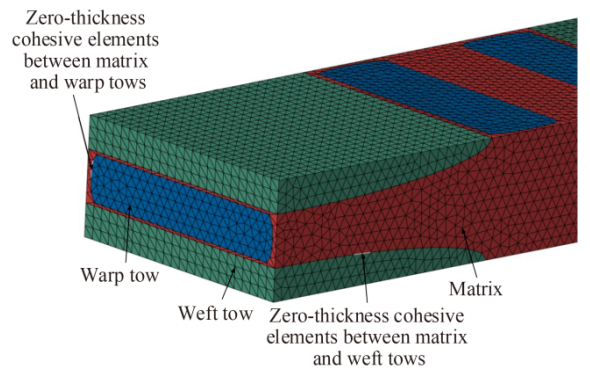 Zero-thickness
cohesive elements
between matrix
and warp tows
Warp tow
Weft tow
Matrix
Zero-thickness cohesive
elements between matrix
and weft tows